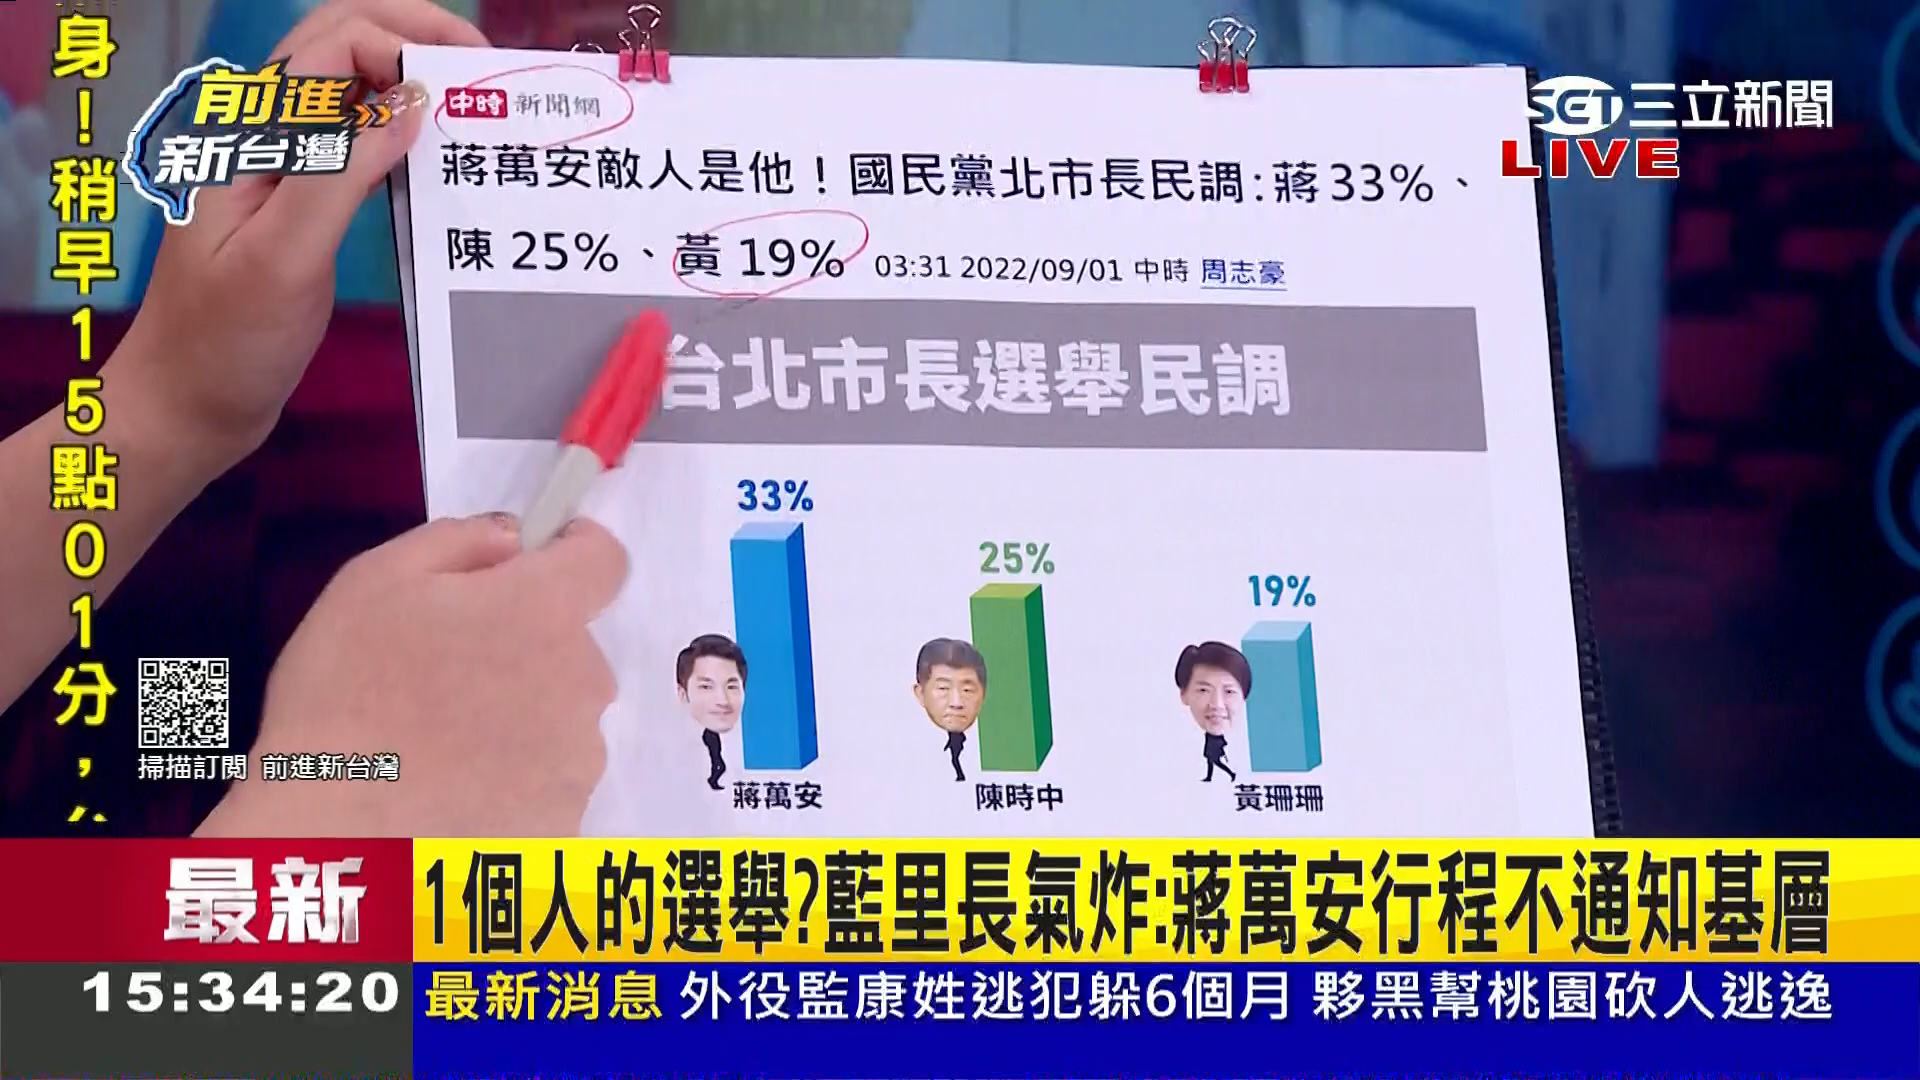 身！稍早15點01分，
前進
新台灣
中時 新聞網
SET三立新聞
LIVE
蔣萬安敵人是他！國民黨北市長民調:蔣33%、
陳 25%、黃 19% 03:31 2022/09/01 中時 周志豪
台北市長選舉民調
33%
25%
19%
蔣萬安
陳時中
黃珊珊
掃描訂閱 前進新台灣
最新
1個人的選舉?藍里長氣炸:蔣萬安行程不通知基層
15:34:20
最新消息 外役監康姓逃犯躲6個月 夥黑幫桃園砍人逃逸